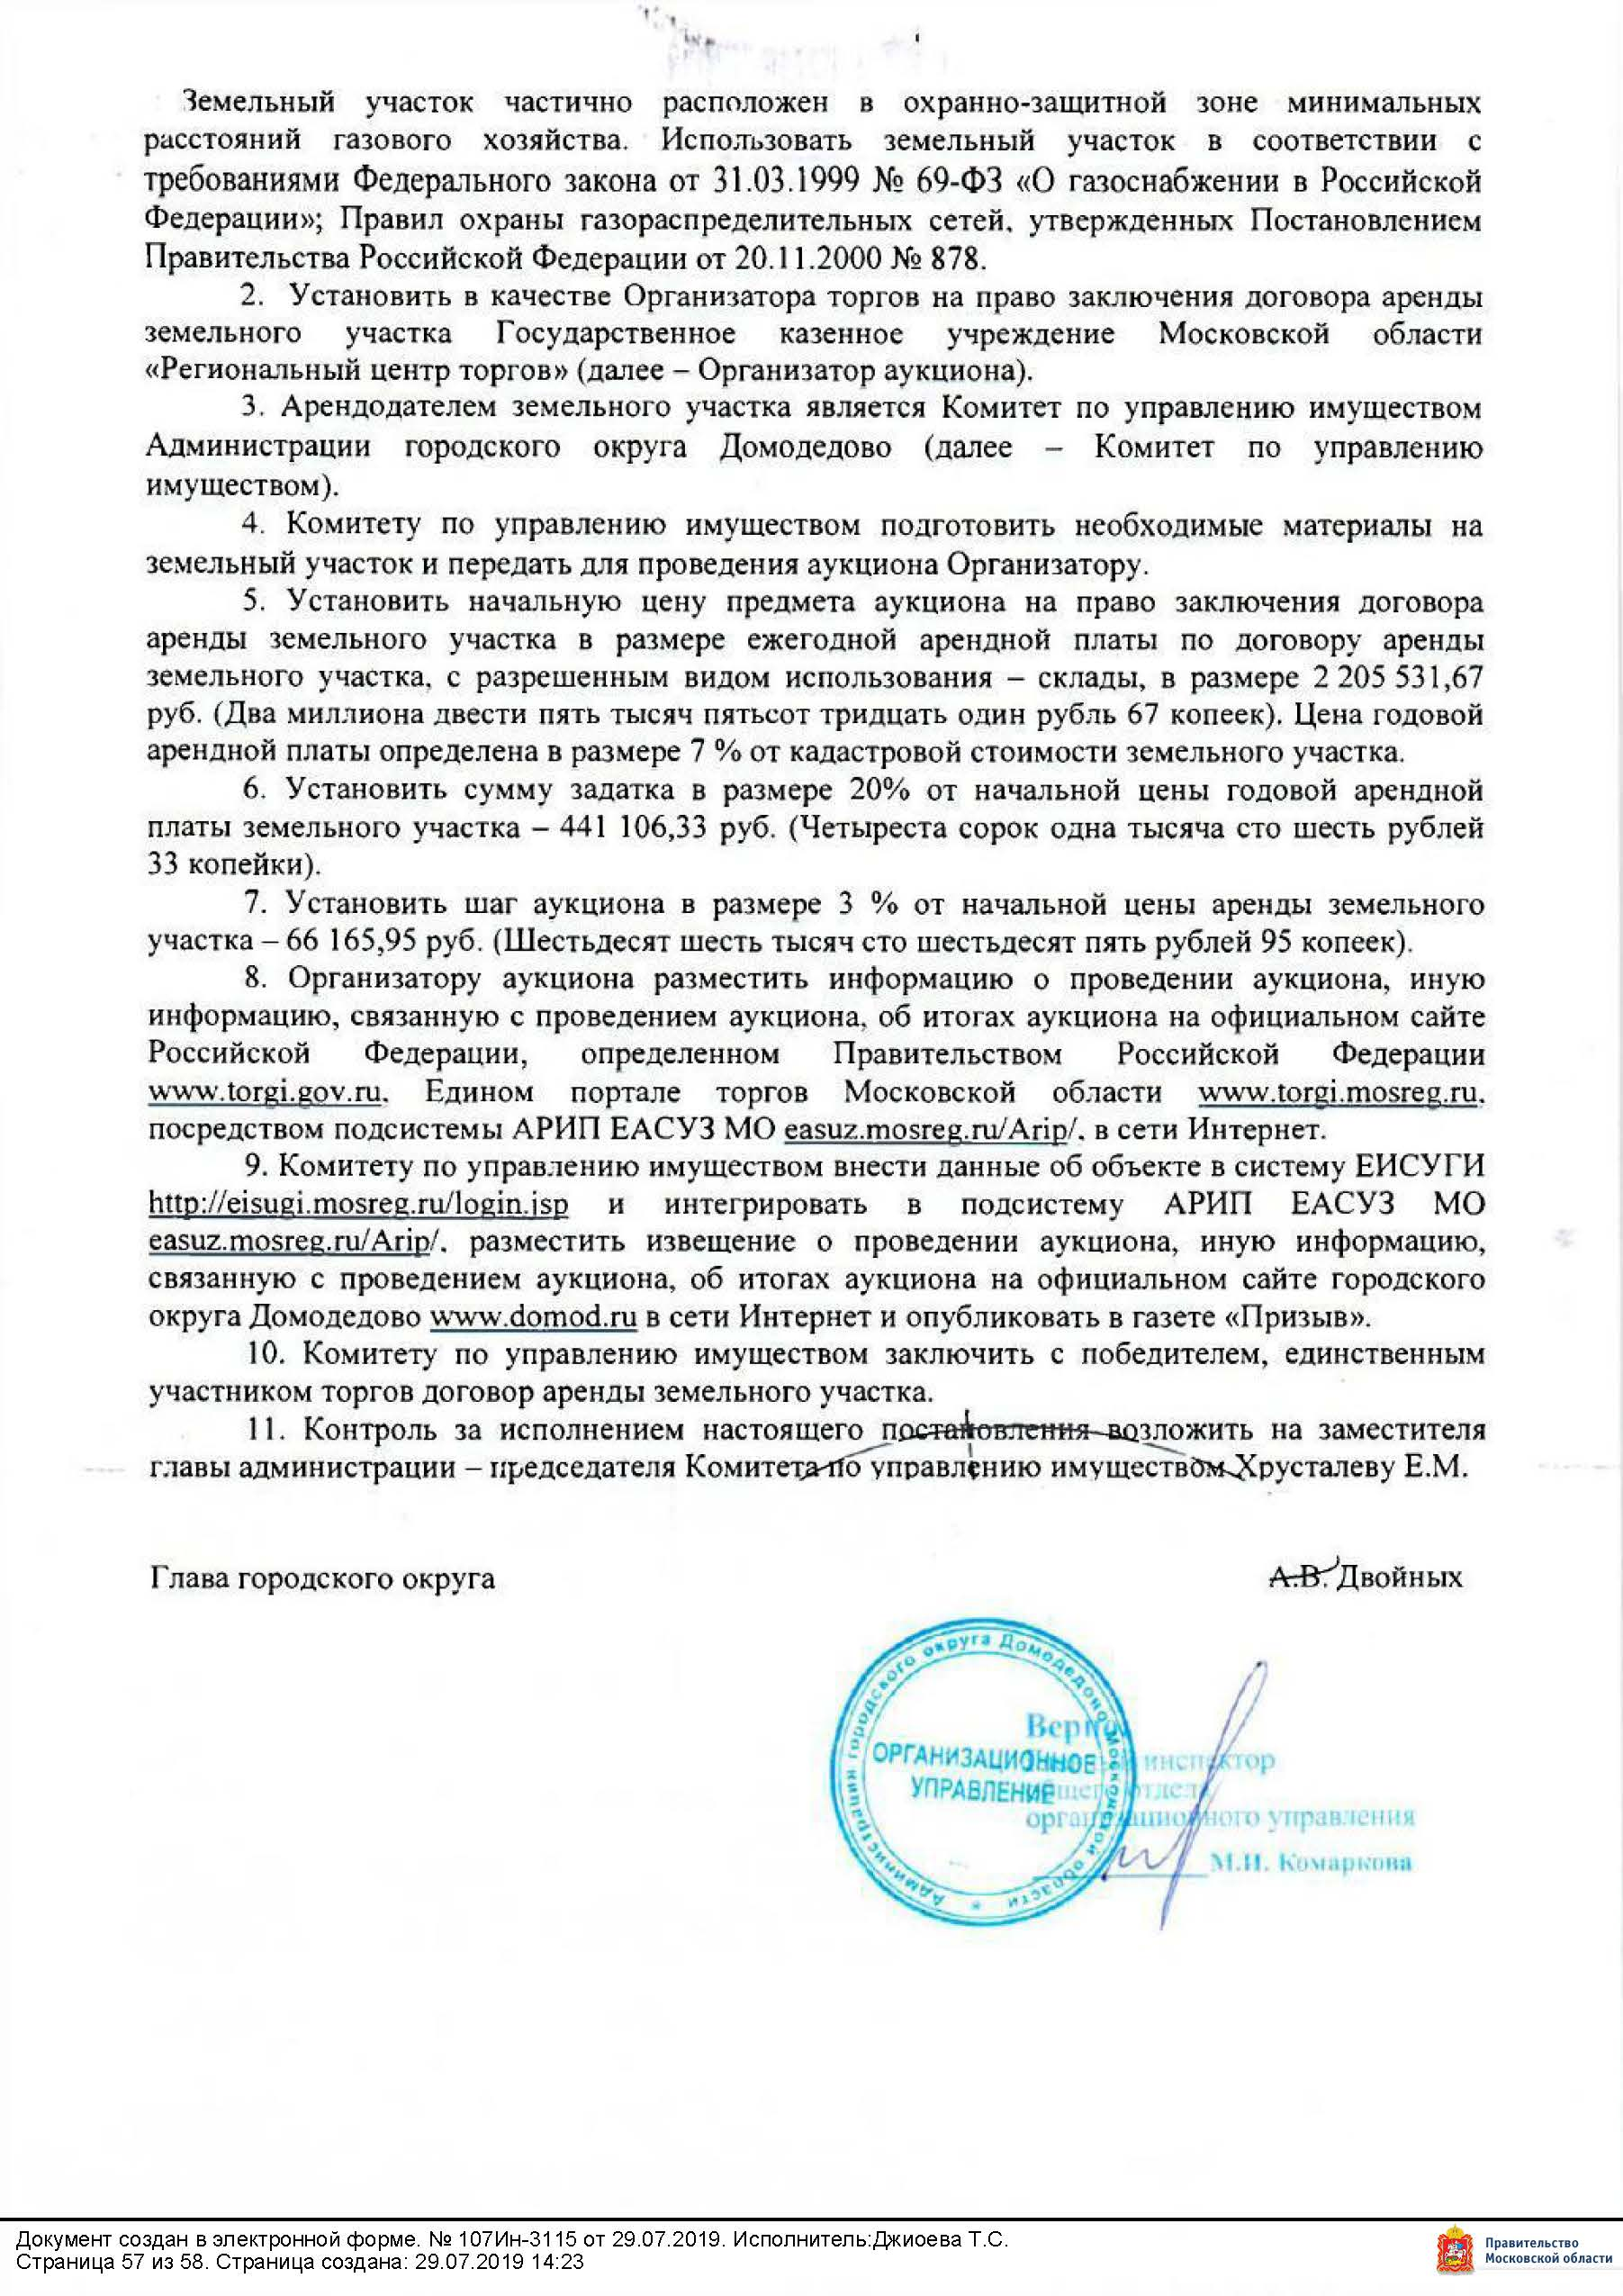 Земельный участок частично расположен в охранно-защитной зоне минимальных
расстояний газового хозяйства. Использовать земельный участок в соответствии с
требованиями Федерального закона от 31.03.1999 № 69-ФЗ «О газоснабжении в Российской
Федерации»; Правил охраны газораспределительных сетей, утвержденных Постановлением
Правительства Российской Федерации от 20.11.2000 № 878.
2. Установить в качестве Организатора торгов на право заключения договора аренды
земельного участка Государственное казенное учреждение Московской области
«Региональный центр торгов» (далее – Организатор аукциона).
3. Арендодателем земельного участка является Комитет по управлению имуществом
Администрации городского округа Домодедово (далее – Комитет по управлению
имуществом).
4. Комитету по управлению имуществом подготовить необходимые материалы на
земельный участок и передать для проведения аукциона Организатору.
5. Установить начальную цену предмета аукциона на право заключения договора
аренды земельного участка в размере ежегодной арендной платы по договору аренды
земельного участка, с разрешенным видом использования – склады, в размере 2 205 531,67
руб. (Два миллиона двести пять тысяч пятьсот тридцать один рубль 67 копеек). Цена годовой
арендной платы определена в размере 7 % от кадастровой стоимости земельного участка.
6. Установить сумму задатка в размере 20% от начальной цены годовой арендной
платы земельного участка – 441 106,33 руб. (Четыреста сорок одна тысяча сто шесть рублей
33 копейки).
7. Установить шаг аукциона в размере 3 % от начальной цены аренды земельного
участка – 66 165,95 руб. (Шестьдесят шесть тысяч сто шестьдесят пять рублей 95 копеек).
8. Организатору аукциона разместить информацию о проведении аукциона, иную
информацию, связанную с проведением аукциона, об итогах аукциона на официальном сайте
Российской Федерации, определенном Правительством Российской Федерации
www.torgi.gov.ru, Едином портале торгов Московской области www.torgi.mosreg.ru,
посредством подсистемы АРИП ЕАСУЗ МО easuz.mosreg.ru/Arip/, в сети Интернет.
9. Комитету по управлению имуществом внести данные об объекте в систему ЕИСУГИ
http://eisugi.mosreg.ru/login.jsp и интегрировать в подсистему АРИП ЕАСУЗ МО
easuz.mosreg.ru/Arip/, разместить извещение о проведении аукциона, иную информацию,
связанную с проведением аукциона, об итогах аукциона на официальном сайте городского
округа Домодедово www.domod.ru в сети Интернет и опубликовать в газете «Призыв».
10. Комитету по управлению имуществом заключить с победителем, единственным
участником торгов договор аренды земельного участка.
11. Контроль за исполнением настоящего постановления возложить на заместителя
главы администрации – председателя Комитета по управлению имуществом Хрусталеву Е.М.
Глава городского округа А.В. Двойных
Администрация городского округа Домодедово Московской области
ОРГАНИЗАЦИОННОЕ
УПРАВЛЕНИЕ
Верно
инспектор
отдела
организационного управления
М.И. Комаркова
Документ создан в электронной форме. № 107Ин-3115 от 29.07.2019. Исполнитель:Джиоева Т.С.
Страница 57 из 58. Страница создана: 29.07.2019 14:23
Правительство
Московской области